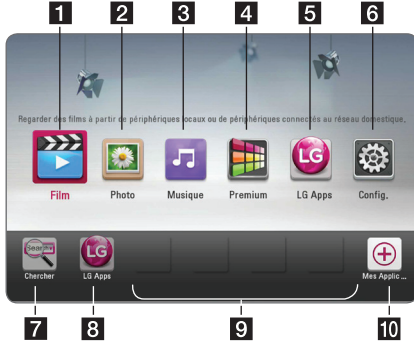 1 2 3 4 5 6
Regarder des films à partir de périphériques locaux ou de périphériques connectés au réseau domestique.
LG
Film Photo Musique Premium LG Apps Config.
Search
LG
Chercher LG Apps Mes Applic ...
7 8 9 10